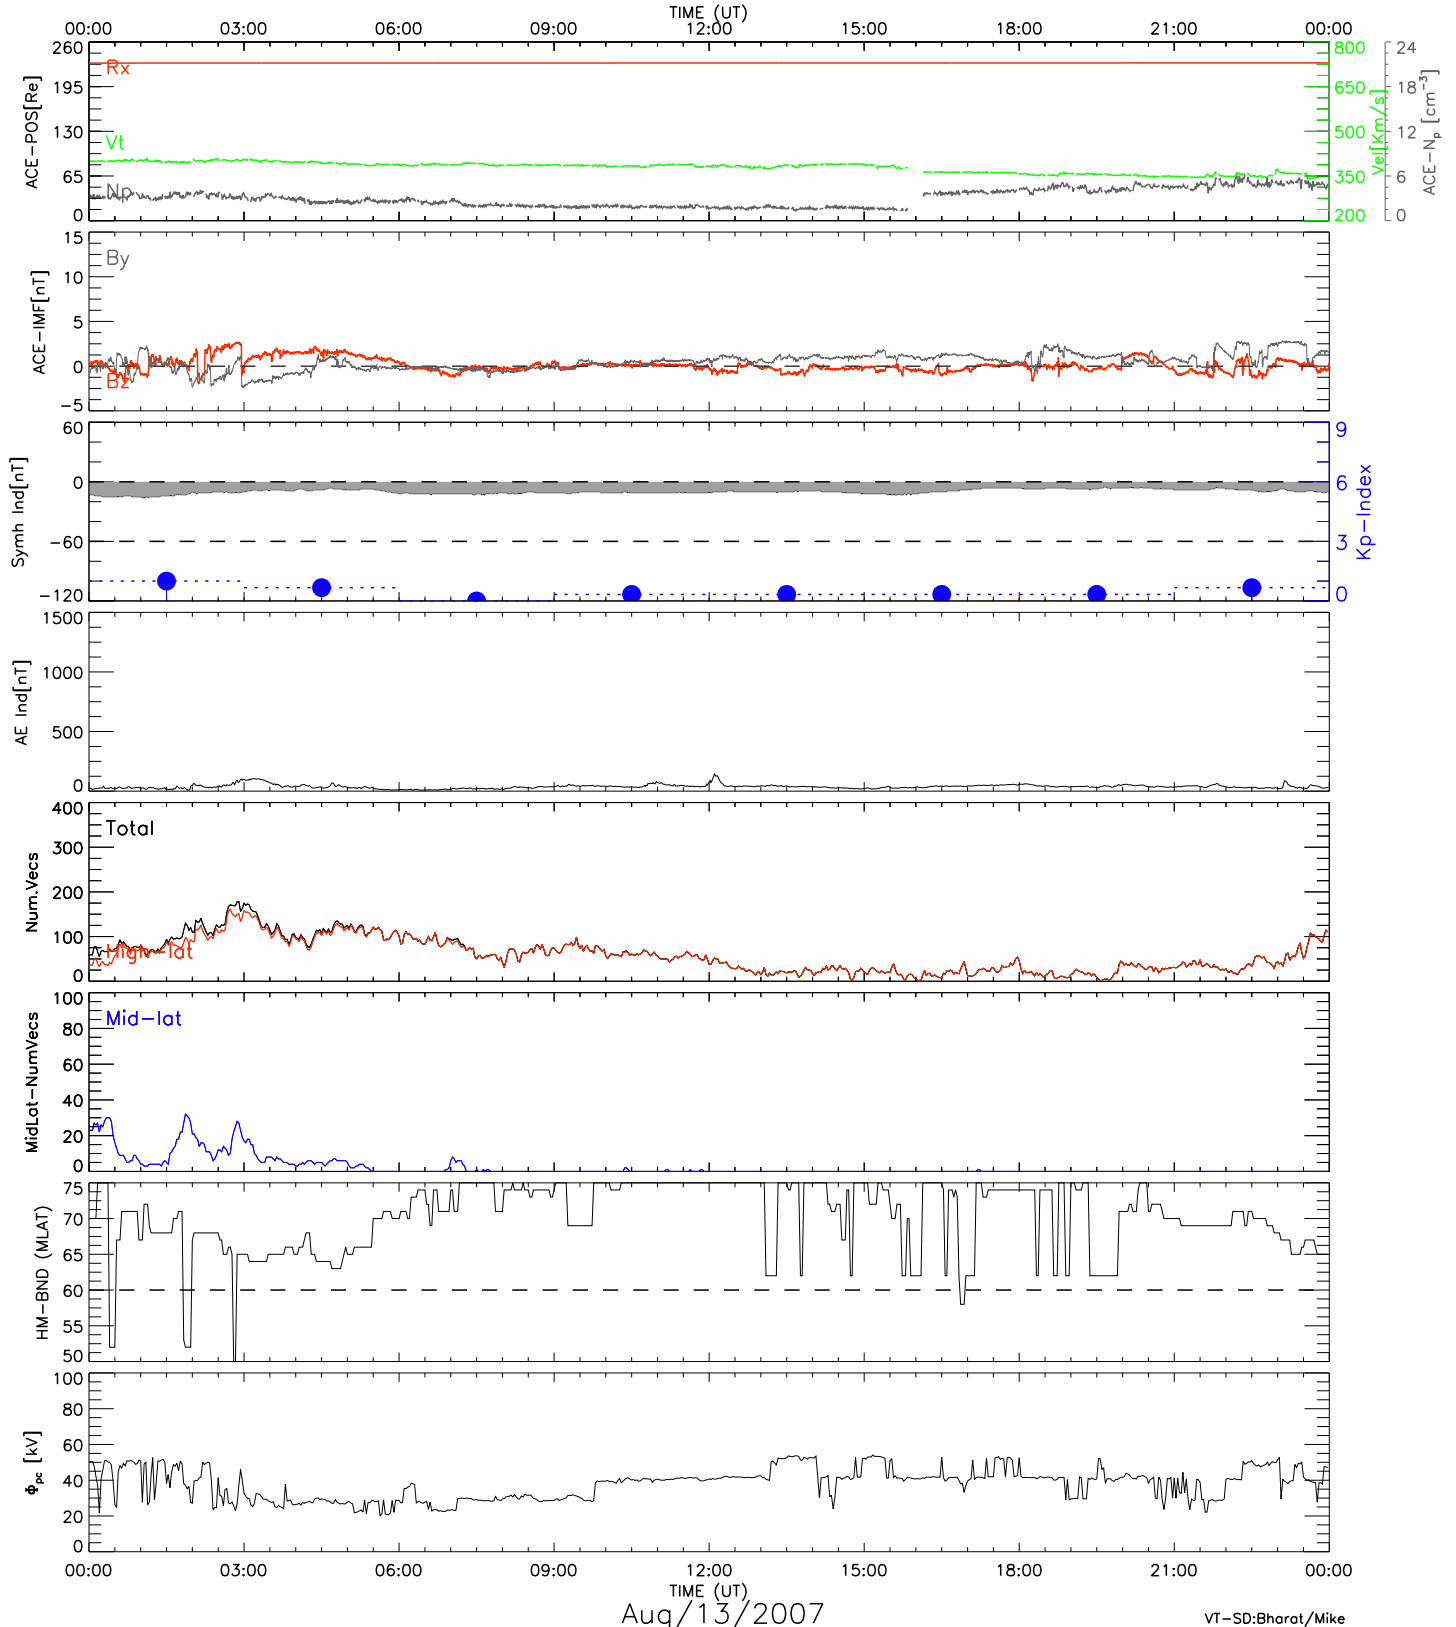 TIME (UT)
00:00 03:00 06:00 09:00 12:00 15:00 18:00 21:00 00:00
ACE-POS[Re]
260
195
130
65
0
Rx
Vt
Np
800
650
500
350
200
Vel[Km/s]
24
18
12
6
0
ACE-Np [cm-3]
ACE-IMF[nT]
15
10
5
0
-5
By
Bz
Symh Ind[nT]
60
0
-60
-120
9
6
3
0
Kp-Index
AE Ind[nT]
1500
1000
500
0
Num.Vecs
400
300
200
100
0
Total
High-lat
MidLat-NumVecs
100
80
60
40
20
0
Mid-lat
HM-BND (MLAT)
75
70
65
60
55
50
Φpc [kV]
100
80
60
40
20
0
00:00 03:00 06:00 09:00 12:00 15:00 18:00 21:00 00:00
TIME (UT)
Aug/13/2007
VT-SD:Bharat/Mike